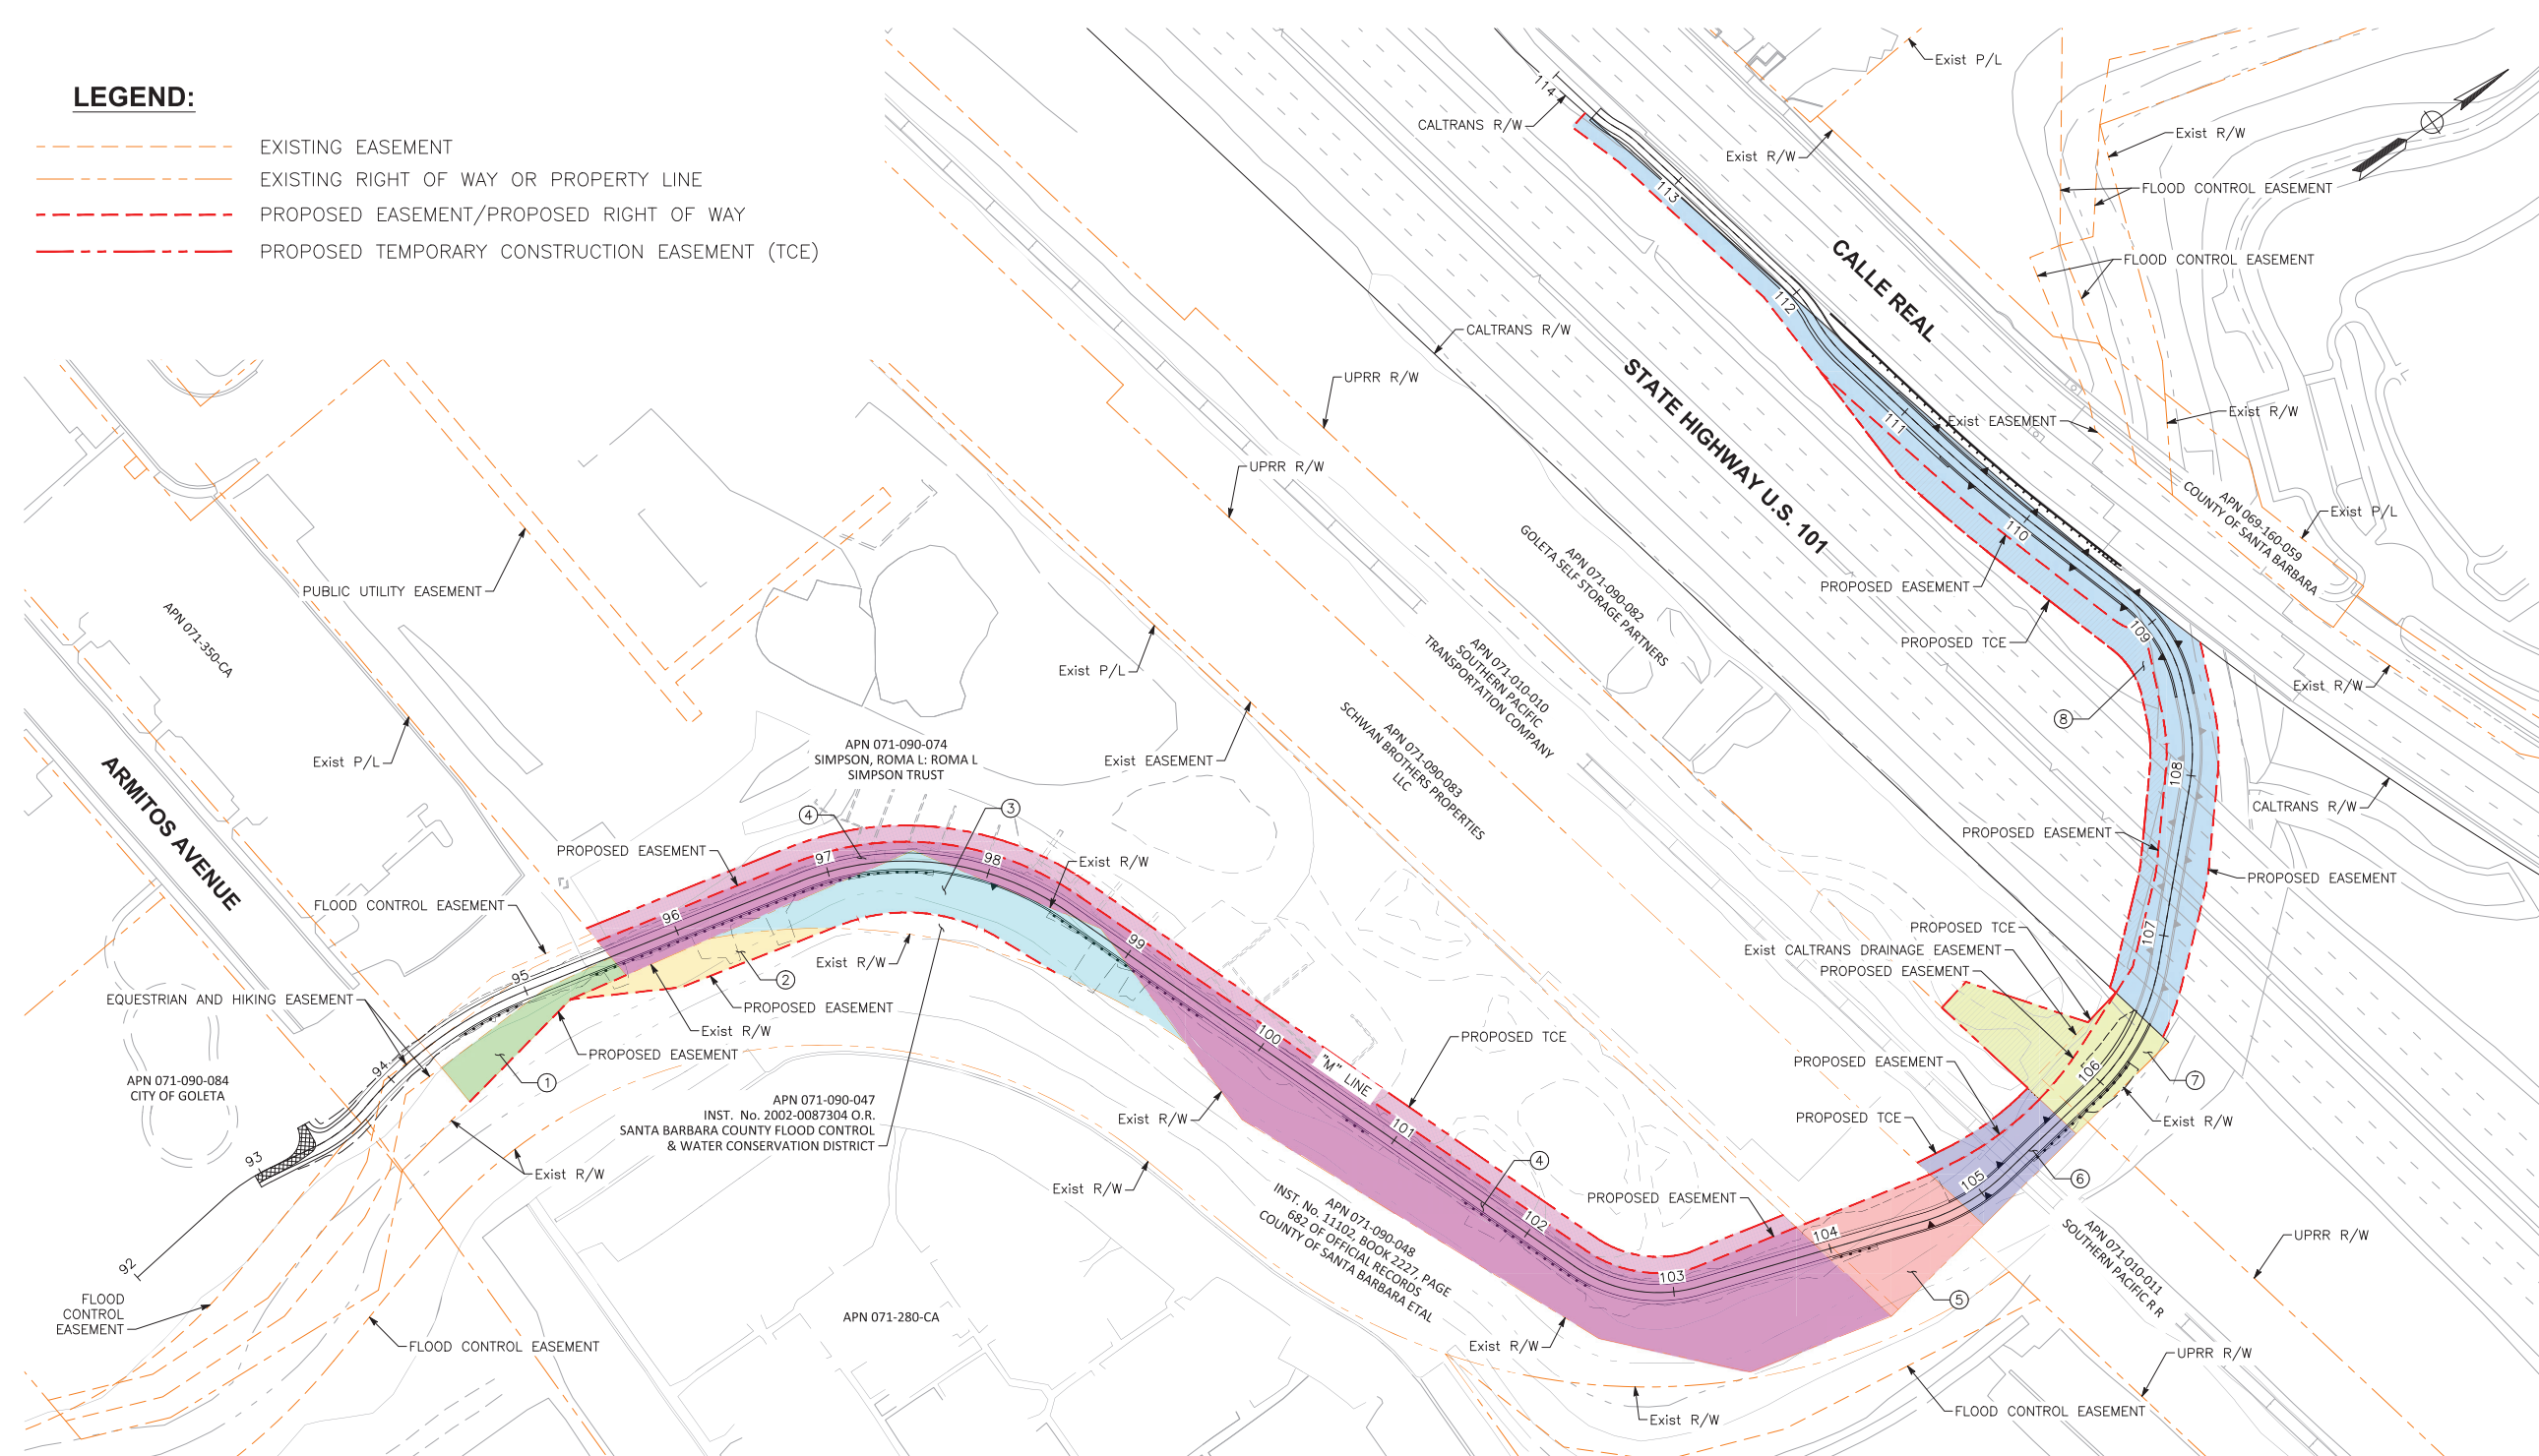 LEGEND:
EXISTING EASEMENT
EXISTING RIGHT OF WAY OR PROPERTY LINE
PROPOSED EASEMENT/PROPOSED RIGHT OF WAY
PROPOSED TEMPORARY CONSTRUCTION EASEMENT (TCE)
Exist P/L
114
CALTRANS R/W
Exist R/W
Exist R/W
113
FLOOD CONTROL EASEMENT
FLOOD CONTROL EASEMENT
CALLE REAL
112
CALTRANS R/W
UPRR R/W
STATE HIGHWAY U.S. 101
111
Exist EASEMENT
Exist R/W
UPRR R/W
APN 069-160-059
COUNTY OF SANTA BARBARA
Exist P/L
110
PUBLIC UTILITY EASEMENT
APN 071-350-CA
APN 071-090-082
GOLETA SELF STORAGE PARTNERS
PROPOSED EASEMENT
PROPOSED TCE
109
Exist P/L
APN 071-010-010
SOUTHERN PACIFIC
TRANSPORTATION COMPANY
Exist R/W
8
APN 071-090-083
SCHWAN BROTHERS PROPERTIES
LLC
Exist P/L
Exist EASEMENT
ARMITOS AVENUE
APN 071-090-074
SIMPSON, ROMA L: ROMA L
SIMPSON TRUST
108
CALTRANS R/W
4
3
PROPOSED EASEMENT
97
98
Exist R/W
PROPOSED EASEMENT
PROPOSED EASEMENT
FLOOD CONTROL EASEMENT
96
99
PROPOSED TCE
107
Exist CALTRANS DRAINAGE EASEMENT
PROPOSED EASEMENT
Exist R/W
2
95
EQUESTRIAN AND HIKING EASEMENT
PROPOSED EASEMENT
Exist R/W
PROPOSED EASEMENT
100
PROPOSED TCE
"M" LINE
PROPOSED EASEMENT
106
7
94
1
APN 071-090-084
CITY OF GOLETA
APN 071-090-047
INST. No. 2002-0087304 O.R.
SANTA BARBARA COUNTY FLOOD CONTROL
& WATER CONSERVATION DISTRICT
Exist R/W
101
PROPOSED TCE
Exist R/W
93
Exist R/W
Exist R/W
4
105
6
PROPOSED EASEMENT
APN 071-090-048
INST. No. 11102, BOOK 2227, PAGE
682 OF OFFICIAL RECORDS
COUNTY OF SANTA BARBARA ETAL
102
104
APN 071-010-011
SOUTHERN PACIFIC R R
UPRR R/W
92
103
5
FLOOD
CONTROL
EASEMENT
APN 071-280-CA
FLOOD CONTROL EASEMENT
Exist R/W
UPRR R/W
Exist R/W
FLOOD CONTROL EASEMENT